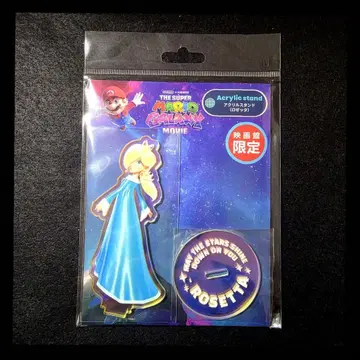 THE SUPER
MARIO
GALAXY
MOVIE
Acrylic stand
アクリルスタンド
(ロゼッタ)
映画館
限定
MAY THE STARS SHINE
DOWN ON YOU
ROSETTA